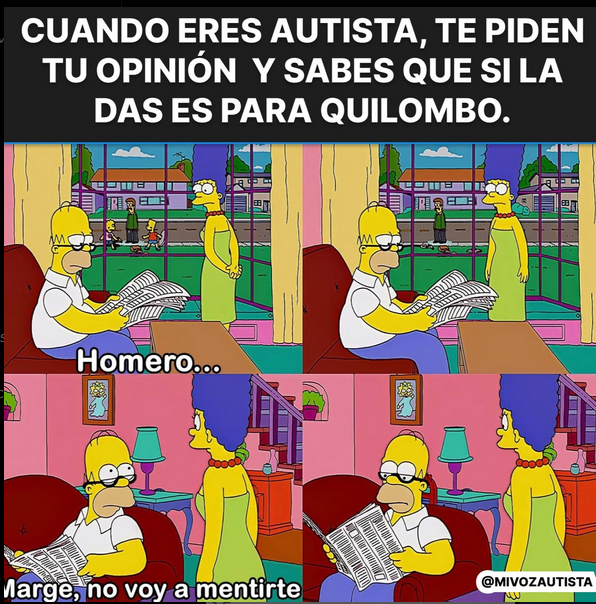 CUANDO ERES AUTISTA, TE PIDEN
TU OPINIÓN Y SABES QUE SI LA
DAS ES PARA QUILOMBO.
Homero...
Marge, no voy a mentirte
@MIVOZAUTISTA